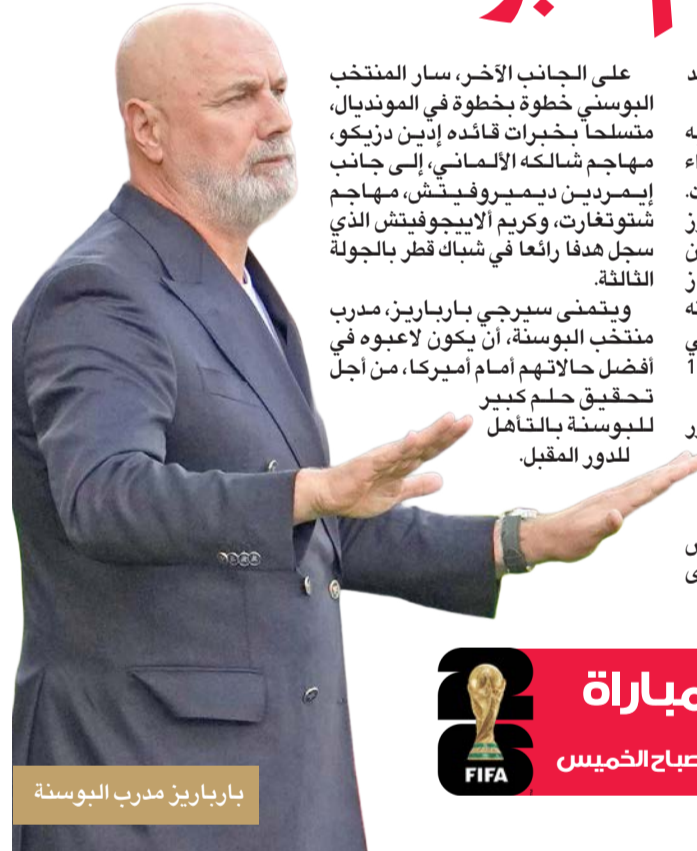 على الجانب الآخر، سار المنتخب
البوسني خطوة بخطوة في المونديال،
متسلحا بخبرات قائده إدين دزيكو،
مهاجم شالكه الألماني، إلى جانب
إيمردين ديميروفيتش، مهاجم
شتوتغارت، وكريم ألاييجوفيتش الذي
سجل هدفا رائعا في شباك قطر بالجولة
الثالثة.
ويتمنى سيرجي بارباريز، مدرب
منتخب البوسنة، أن يكون لاعبوه في
أفضل حالاتهم أمام أميركا، من أجل
تحقيق حلم كبير
للبوسنة بالتأهل
للدور المقبل.
مباراة
صباح الخميس
26
FIFA
بارباريز مدرب البوسنة